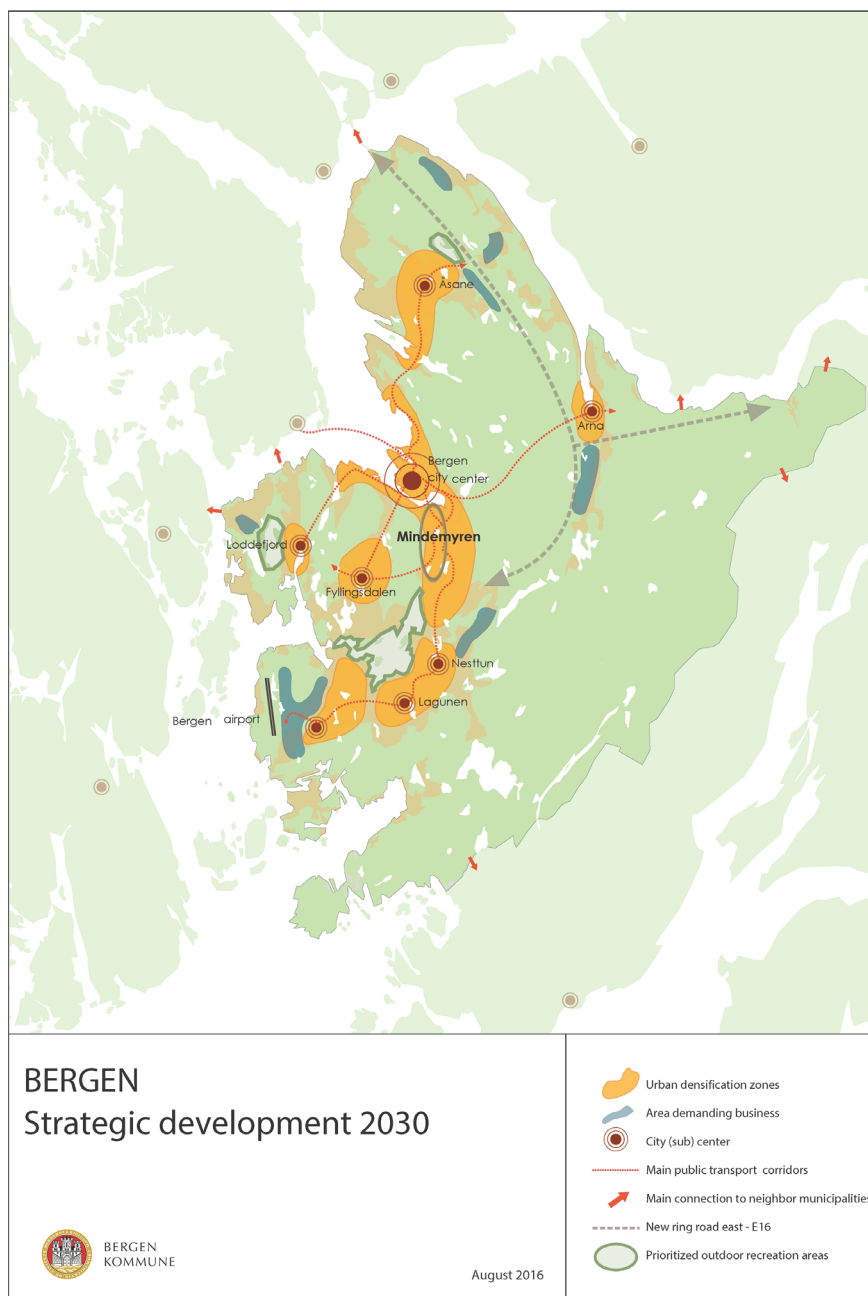 Åsane
Arna
Bergen
city center
Mindemyren
Loddefjord
Fyllingsdalen
Nesttun
Lagunen
Bergen airport
BERGEN
Strategic development 2030
BERGEN
KOMMUNE
August 2016
Urban densification zones
Area demanding business
City (sub) center
Main public transport corridors
Main connection to neighbor municipalities
New ring road east - E16
Prioritized outdoor recreation areas